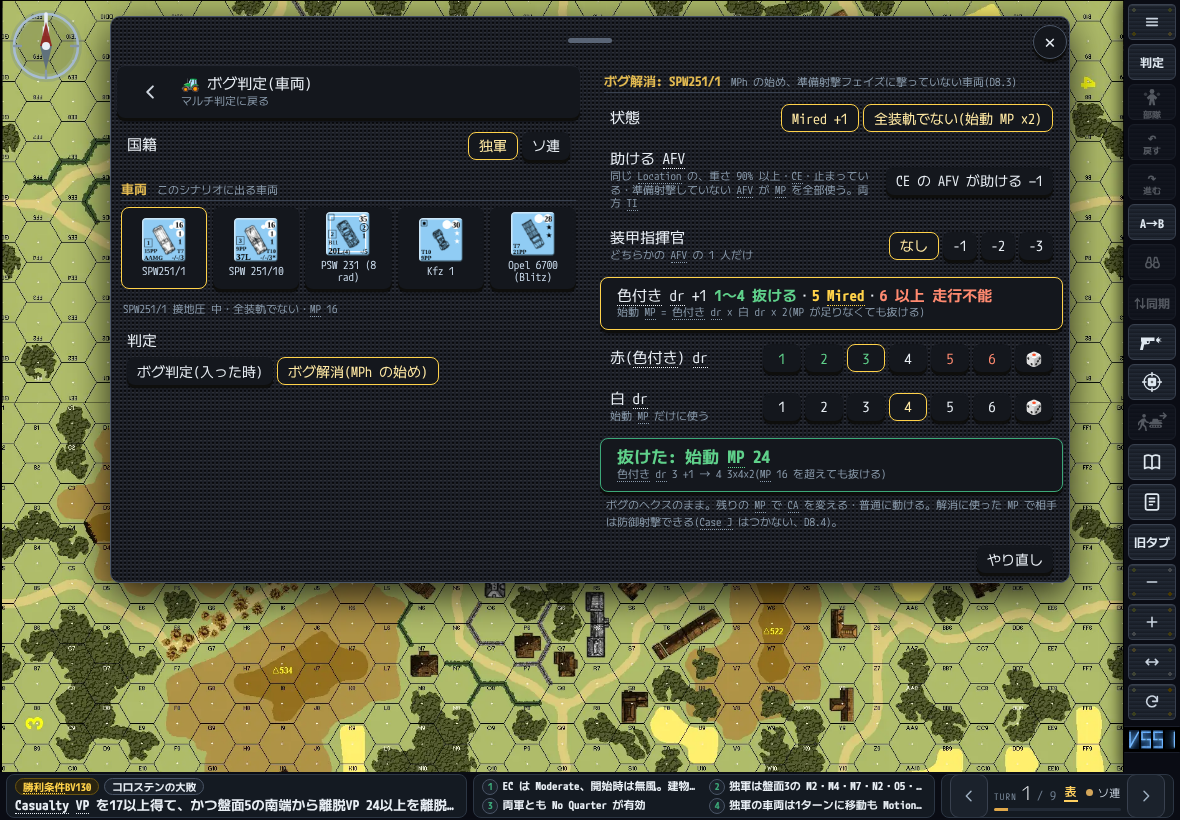 ボグ判定(車両)
マルチ判定に戻る
国籍
独軍
ソ連
車両 このシナリオに出る車両
SPW251/1
SPW 251/10
PSW 231 (8 rad)
Kfz 1
Opel 6700 (Blitz)
SPW251/1 接地圧 中・全装軌でない・MP 16
判定
ボグ判定(入った時)
ボグ解消(MPh の始め)
ボグ解消: SPW251/1 MPh の始め、準備射撃フェイズに撃っていない車両(D8.3)
状態
Mired +1
全装軌でない(始動 MP x2)
助ける AFV
同じ Location の、重さ 90% 以上・CE・止まってい
る・準備射撃していない AFV が MP を全部使う。両
方 TI
CE の AFV が助ける −1
装甲指揮官
どちらかの AFV の 1 人だけ
なし
-1
-2
-3
色付き dr +1 1〜4 抜ける・5 Mired・6 以上 走行不能
始動 MP = 色付き dr x 白 dr x 2(MP が足りなくても抜ける)
赤(色付き) dr
1 2 3 4 5 6
白 dr
始動 MP だけに使う
1 2 3 4 5 6
抜けた: 始動 MP 24
色付き dr 3 +1 → 4 3x4x2(MP 16 を超えても抜ける)
ボグのヘクスのまま。残りの MP で CA を変える・普通に動ける。解消に使った MP で相手
は防御射撃できる(Case J はつかない、D8.4)。
やり直し
判定
部隊
戻す
進む
A→B
⇅同期
旧タブ
△534
△522
3
4
勝利条件BV130
コロステンの大敗
Casualty VP を17以上得て、かつ盤面5の南端から離脱VP 24以上を離脱…
1 EC は Moderate、開始時は無風。建物…
2 独軍は盤面3の M2・M4・M7・N2・O5・…
3 両軍とも No Quarter が有効
4 独軍の車両は1ターンに移動も Motion…
TURN 1 / 9 表 ソ連